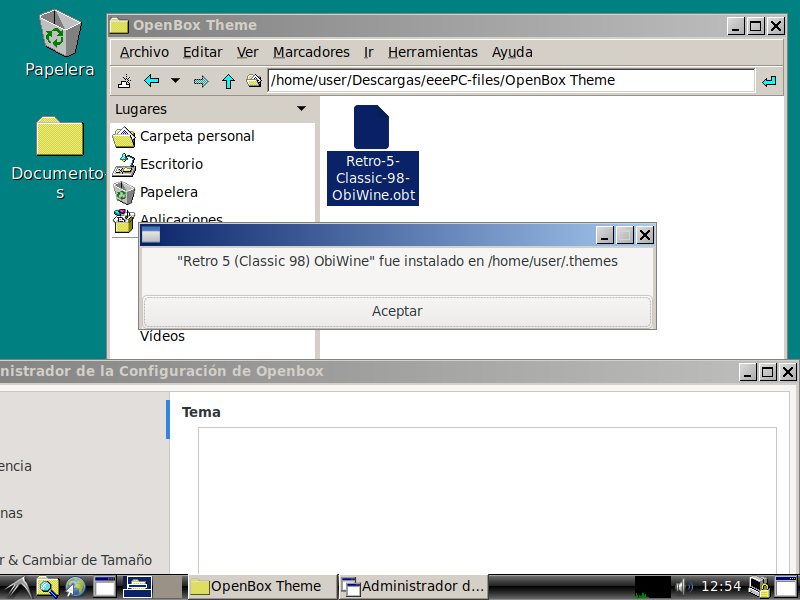 Papelera
Documento-
s
OpenBox Theme
Archivo Editar Ver Marcadores Ir Herramientas Ayuda
/home/user/Descargas/eeePC-files/OpenBox Theme
Lugares
Carpeta personal
Escritorio
Papelera
Aplicaciones
Vídeos
Retro-5-
Classic-98-
ObiWine.obt
"Retro 5 (Classic 98) ObiWine" fue instalado en /home/user/.themes
Aceptar
nistrador de la Configuración de Openbox
encia
nas
r & Cambiar de Tamaño
Tema
OpenBox Theme
Administrador d...
12:54